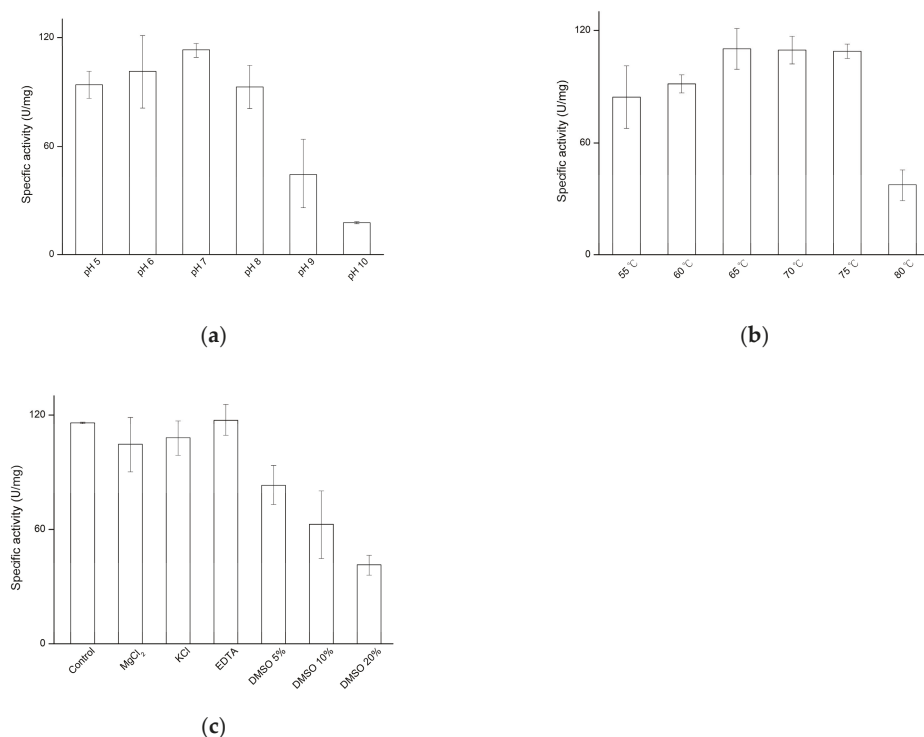 120
60
0
Specific activity (U/mg)
pH 5
pH 6
pH 7
pH 8
pH 9
pH 10
(a)
120
60
0
Specific activity (U/mg)
55 ℃
60 ℃
65 ℃
70 ℃
75 ℃
80 ℃
(b)
120
60
0
Specific activity (U/mg)
Control
MgCl₂
KCl
EDTA
DMSO 5%
DMSO 10%
DMSO 20%
(c)